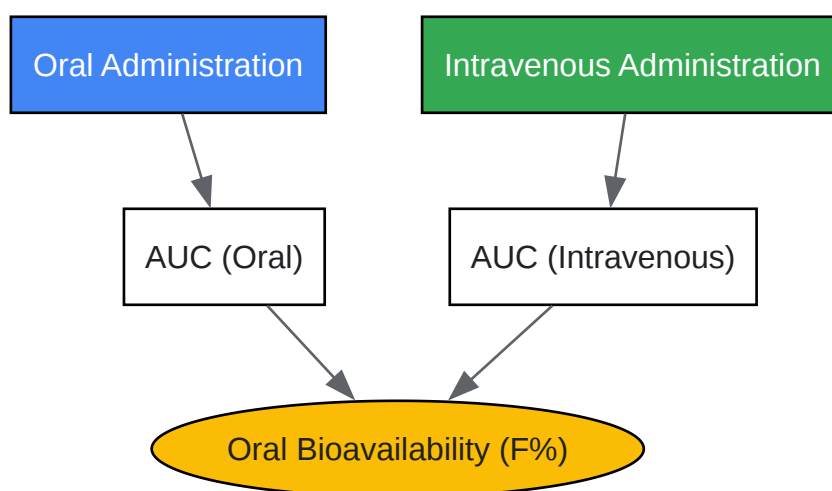 Oral Administration
Intravenous Administration
AUC (Oral)
AUC (Intravenous)
Oral Bioavailability (F%)